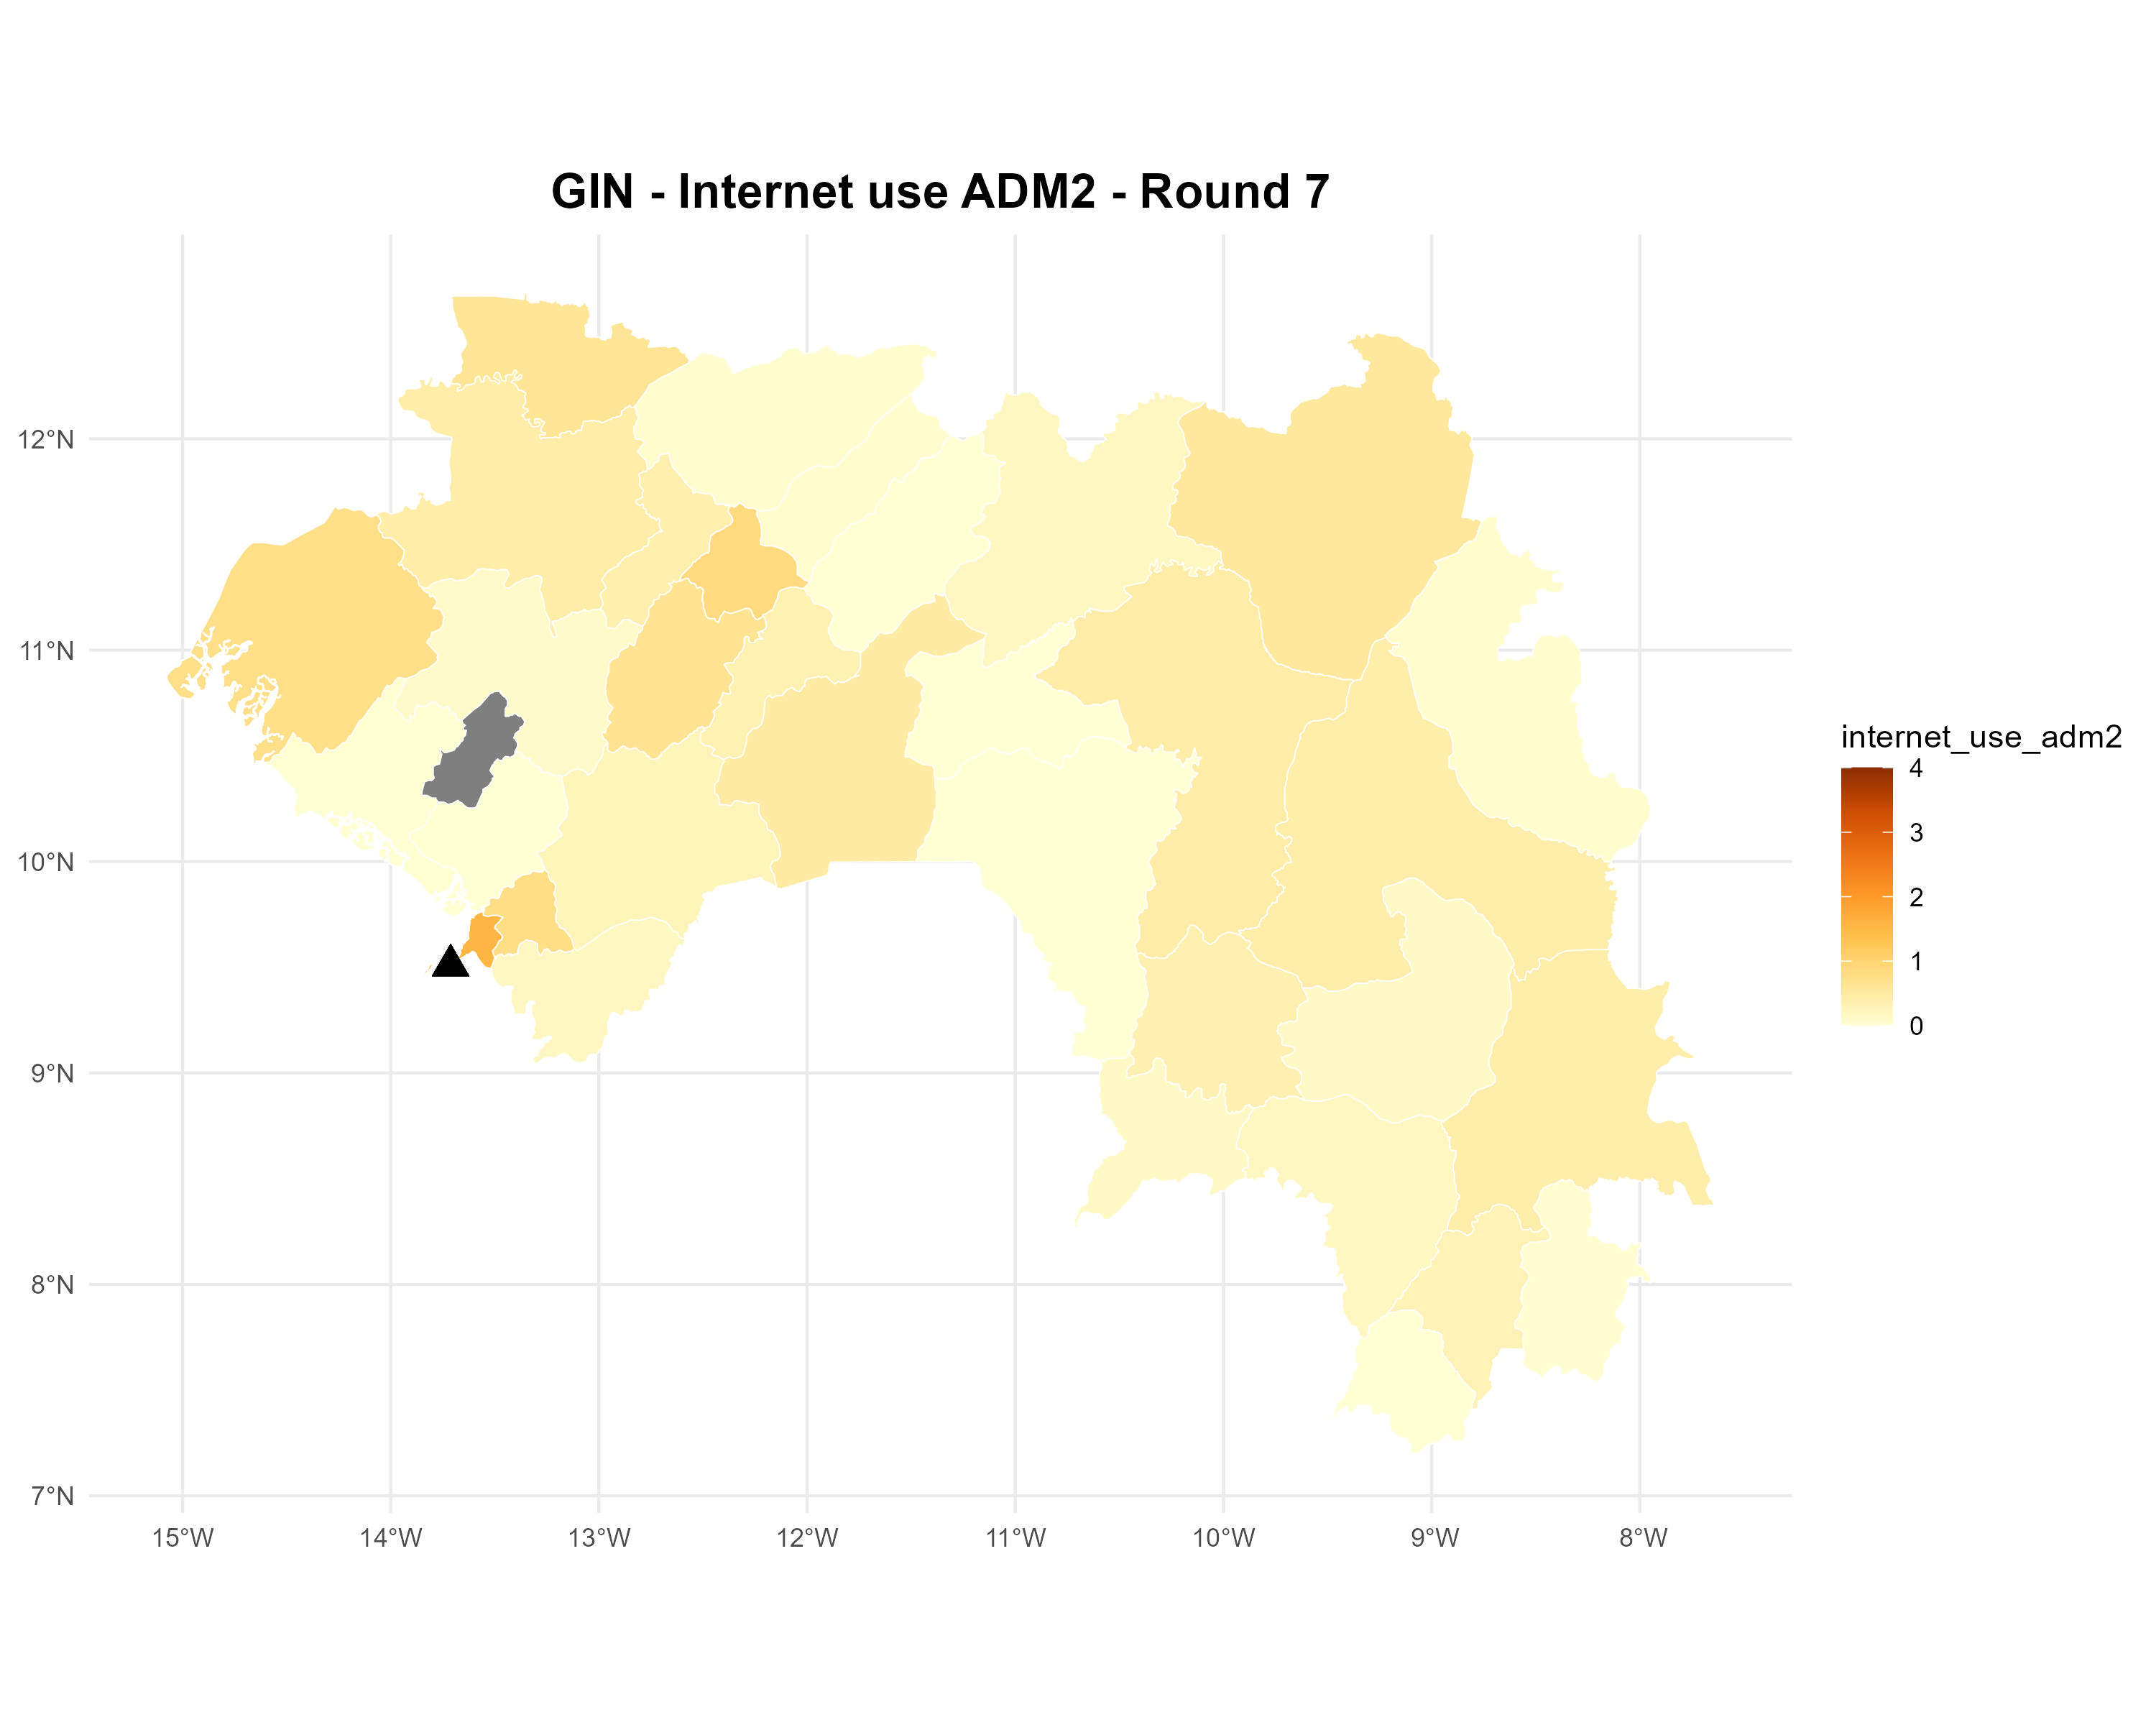 GIN - Internet use ADM2 - Round 7
12°N
11°N
10°N
9°N
8°N
7°N
15°W
14°W
13°W
12°W
11°W
10°W
9°W
8°W
internet_use_adm2
4
3
2
1
0